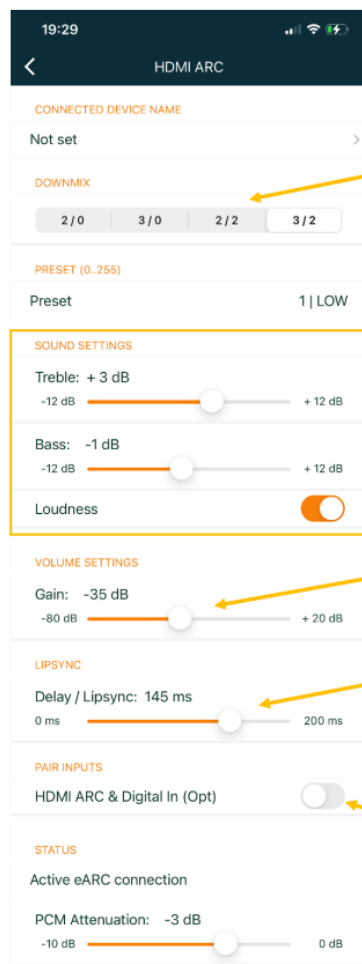 19:29
HDMI ARC
CONNECTED DEVICE NAME
Not set
DOWNMIX
2 / 0 3 / 0 2 / 2 3 / 2
PRESET (0..255)
Preset 1 | LOW
SOUND SETTINGS
Treble: + 3 dB
-12 dB + 12 dB
Bass: -1 dB
-12 dB + 12 dB
Loudness
VOLUME SETTINGS
Gain: -35 dB
-80 dB + 20 dB
LIPSYNC
Delay / Lipsync: 145 ms
0 ms 200 ms
PAIR INPUTS
HDMI ARC & Digital In (Opt)
STATUS
Active eARC connection
PCM Attenuation: -3 dB
-10 dB 0 dB